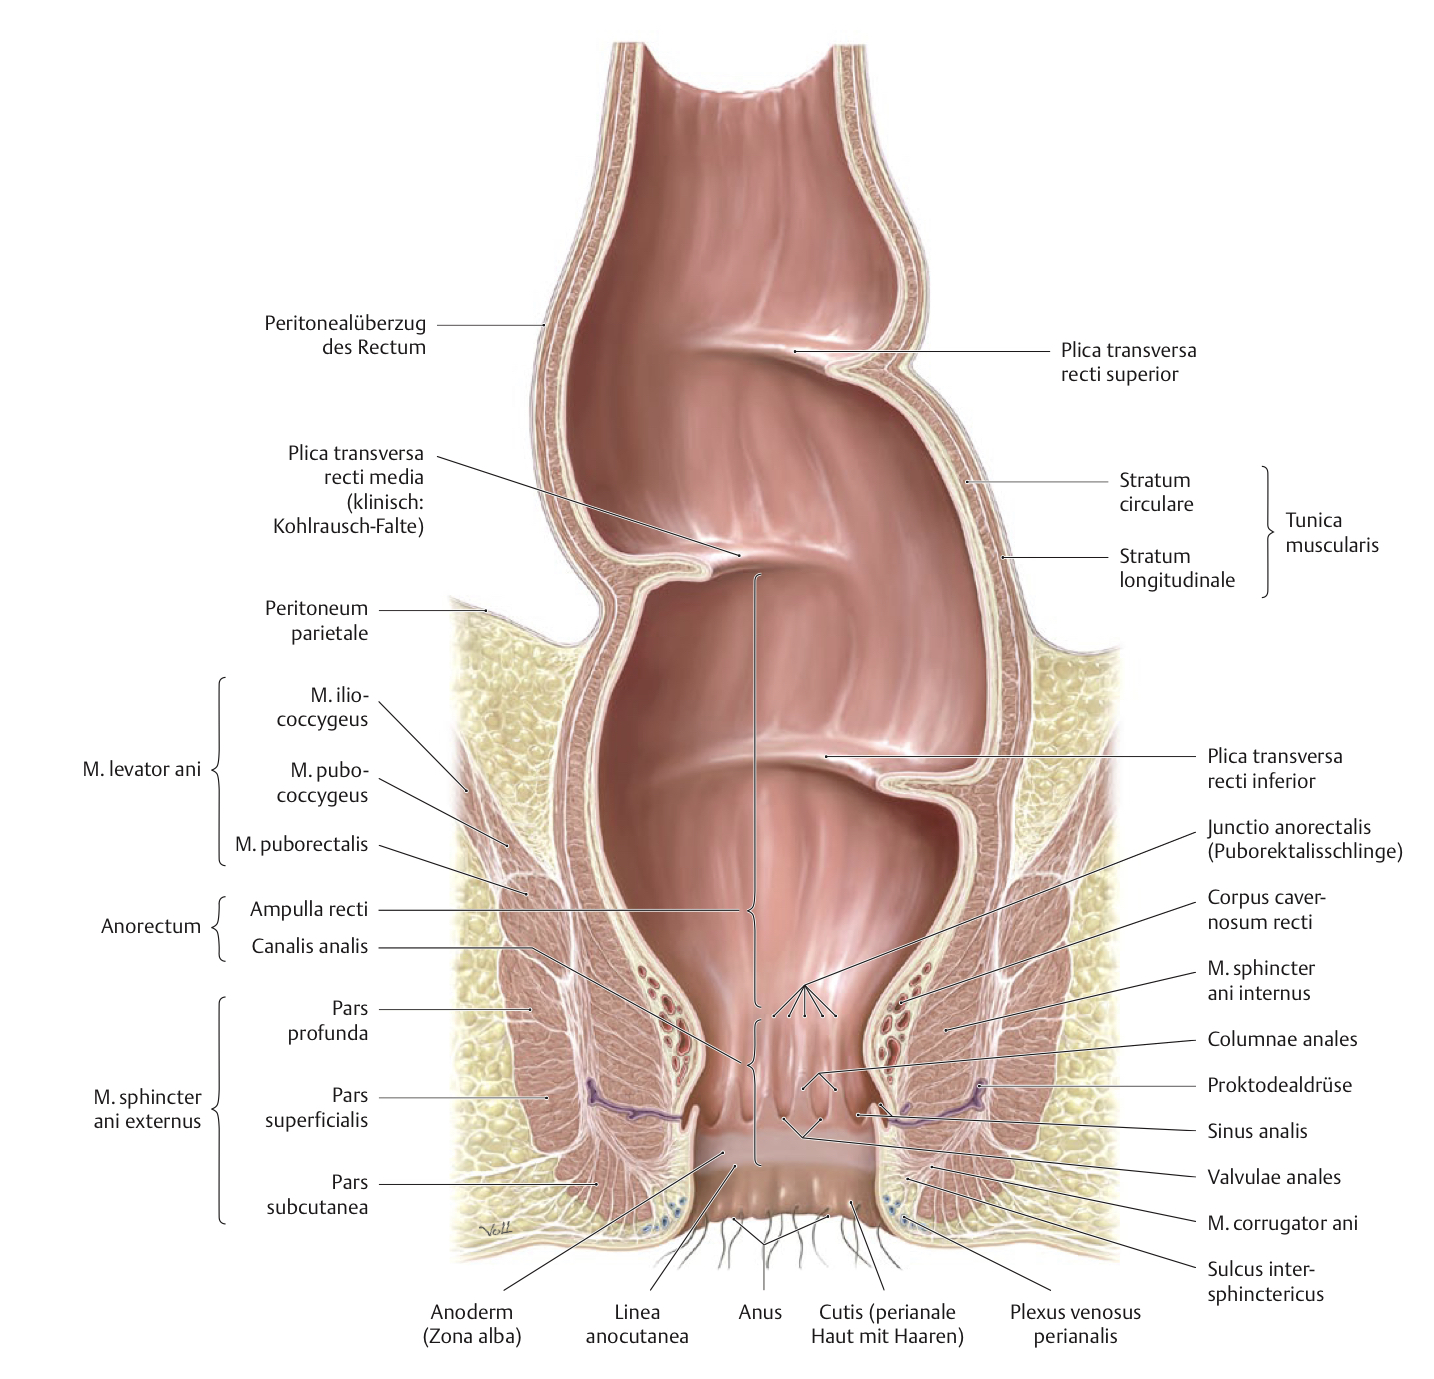 Peritonealüberzug
des Rectum
Plica transversa
recti media
(klinisch:
Kohlrausch-Falte)
Peritoneum
parietale
M. levator ani
M. ilio-
coccygeus
M. pubo-
coccygeus
M. puborectalis
Anorectum
Ampulla recti
Canalis analis
M. sphincter
ani externus
Pars
profunda
Pars
superficialis
Pars
subcutanea
Plica transversa
recti superior
Stratum
circulare
Stratum
longitudinale
Tunica
muscularis
Plica transversa
recti inferior
Junctio anorectalis
(Puborektalisschlinge)
Corpus caver-
nosum recti
M. sphincter
ani internus
Columnae anales
Proktodealdrüse
Sinus analis
Valvulae anales
M. corrugator ani
Sulcus inter-
sphinctericus
Voll
Anoderm
(Zona alba)
Linea
anocutanea
Anus
Cutis (perianale
Haut mit Haaren)
Plexus venosus
perianalis